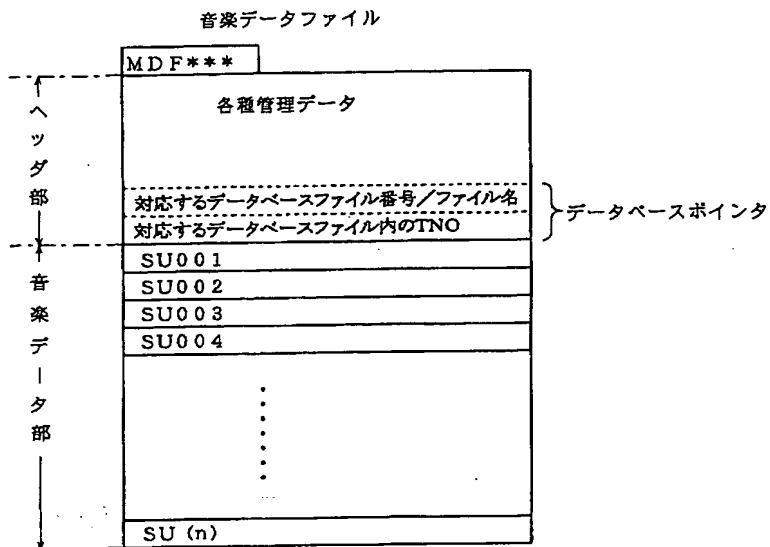 音楽データファイル
MDF***
ヘッダ部
各種管理データ
対応するデータベースファイル番号/ファイル名
対応するデータベースファイル内のTNO
データベースポインタ
音楽データ部
SU001
SU002
SU003
SU004
SU (n)